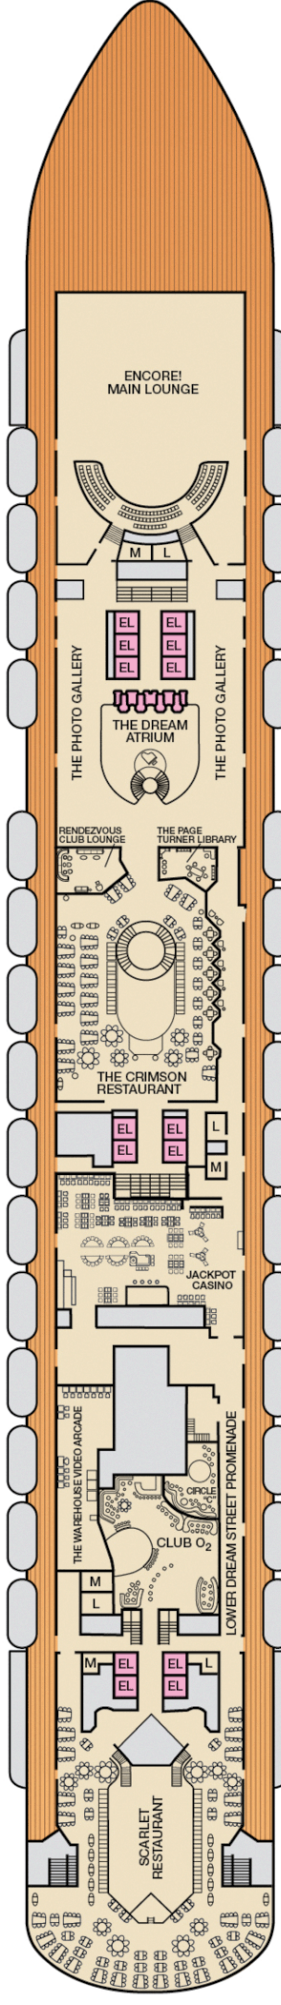 ENCORE!
MAIN LOUNGE
M L
EL EL
EL EL
EL EL
THE PHOTO GALLERY
THE DREAM
ATRIUM
THE PHOTO GALLERY
RENDEZVOUS
CLUB LOUNGE
THE PAGE
TURNER LIBRARY
THE CRIMSON
RESTAURANT
EL EL L
EL EL
M
JACKPOT
CASINO
THE WAREHOUSE VIDEO ARCADE
CIRCLE
CLUB O₂
LOWER DREAM STREET PROMENADE
M
L
M EL EL L
EL EL
SCARLET
RESTAURANT